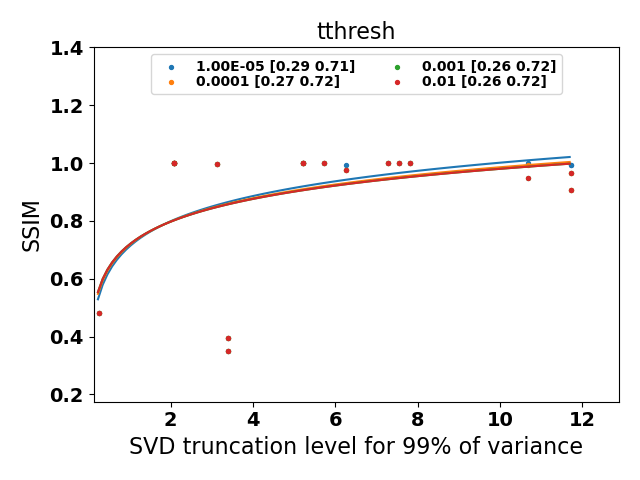 tthresh
1.00E-05 [0.29 0.71]
0.0001 [0.27 0.72]
0.001 [0.26 0.72]
0.01 [0.26 0.72]
1.4
1.2
1.0
0.8
0.6
0.4
0.2
SSIM
2 4 6 8 10 12
SVD truncation level for 99% of variance